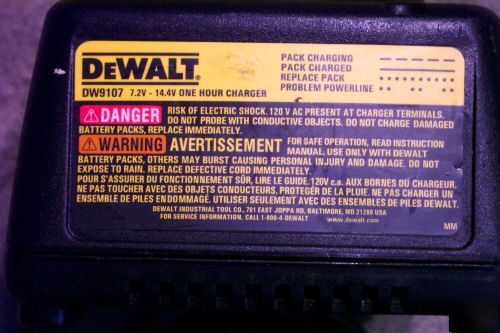 DEWALT®
DW9107 7.2V - 14.4V ONE HOUR CHARGER
PACK CHARGING
PACK CHARGED
REPLACE PACK
PROBLEM POWERLINE
DANGER RISK OF ELECTRIC SHOCK. 120 V AC PRESENT AT CHARGER TERMINALS.
DO NOT PROBE WITH CONDUCTIVE OBJECTS. DO NOT CHARGE DAMAGED
BATTERY PACKS, REPLACE IMMEDIATELY.
WARNING AVERTISSEMENT FOR SAFE OPERATION, READ INSTRUCTION
MANUAL. USE ONLY WITH DEWALT
BATTERY PACKS, OTHERS MAY BURST CAUSING PERSONAL INJURY AND DAMAGE. DO NOT
EXPOSE TO RAIN. REPLACE DEFECTIVE CORD IMMEDIATELY.
POUR S'ASSURER DU FONCTIONNEMENT SÛR, LIRE LE GUIDE. 120V c.a. AUX BORNES DU CHARGEUR.
NE PAS TOUCHER AVEC DES OBJETS CONDUCTEURS. PROTÉGER DE LA PLUIE. NE PAS CHARGER UN
ENSEMBLE DE PILES ENDOMMAGÉ. UTILISER SEULEMENT AVEC DES ENSEMBLES DE PILES DEWALT.
DEWALT INDUSTRIAL TOOL CO., 701 EAST JOPPA RD, BALTIMORE, MD 21286 USA
FOR SERVICE INFORMATION, CALL 1-800-4-DEWALT www.dewalt.com
MM